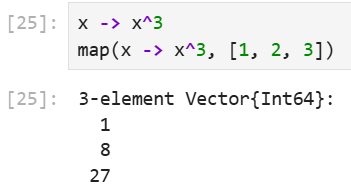 [25]: x -> x^3
map(x -> x^3, [1, 2, 3])
[25]: 3-element Vector{Int64}:
1
8
27